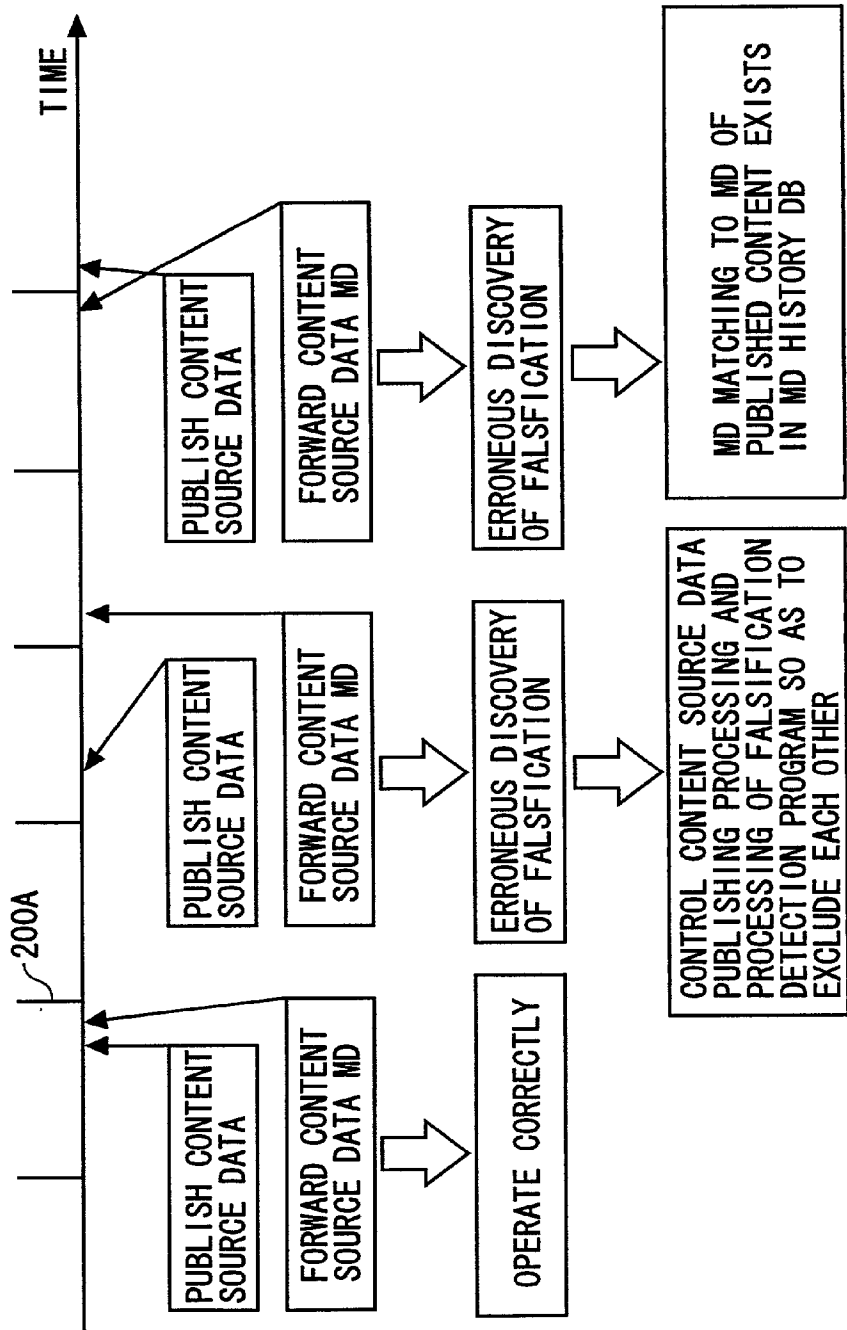 TIME
200A
PUBLISH CONTENT
SOURCE DATA
FORWARD CONTENT
SOURCE DATA MD
OPERATE CORRECTLY
PUBLISH CONTENT
SOURCE DATA
FORWARD CONTENT
SOURCE DATA MD
ERRONEOUS DISCOVERY
OF FALSFICATION
CONTROL CONTENT SOURCE DATA
PUBLISHING PROCESSING AND
PROCESSING OF FALSIFICATION
DETECTION PROGRAM SO AS TO
EXCLUDE EACH OTHER
PUBLISH CONTENT
SOURCE DATA
FORWARD CONTENT
SOURCE DATA MD
ERRONEOUS DISCOVERY
OF FALSFICATION
MD MATCHING TO MD OF
PUBLISHED CONTENT EXISTS
IN MD HISTORY DB